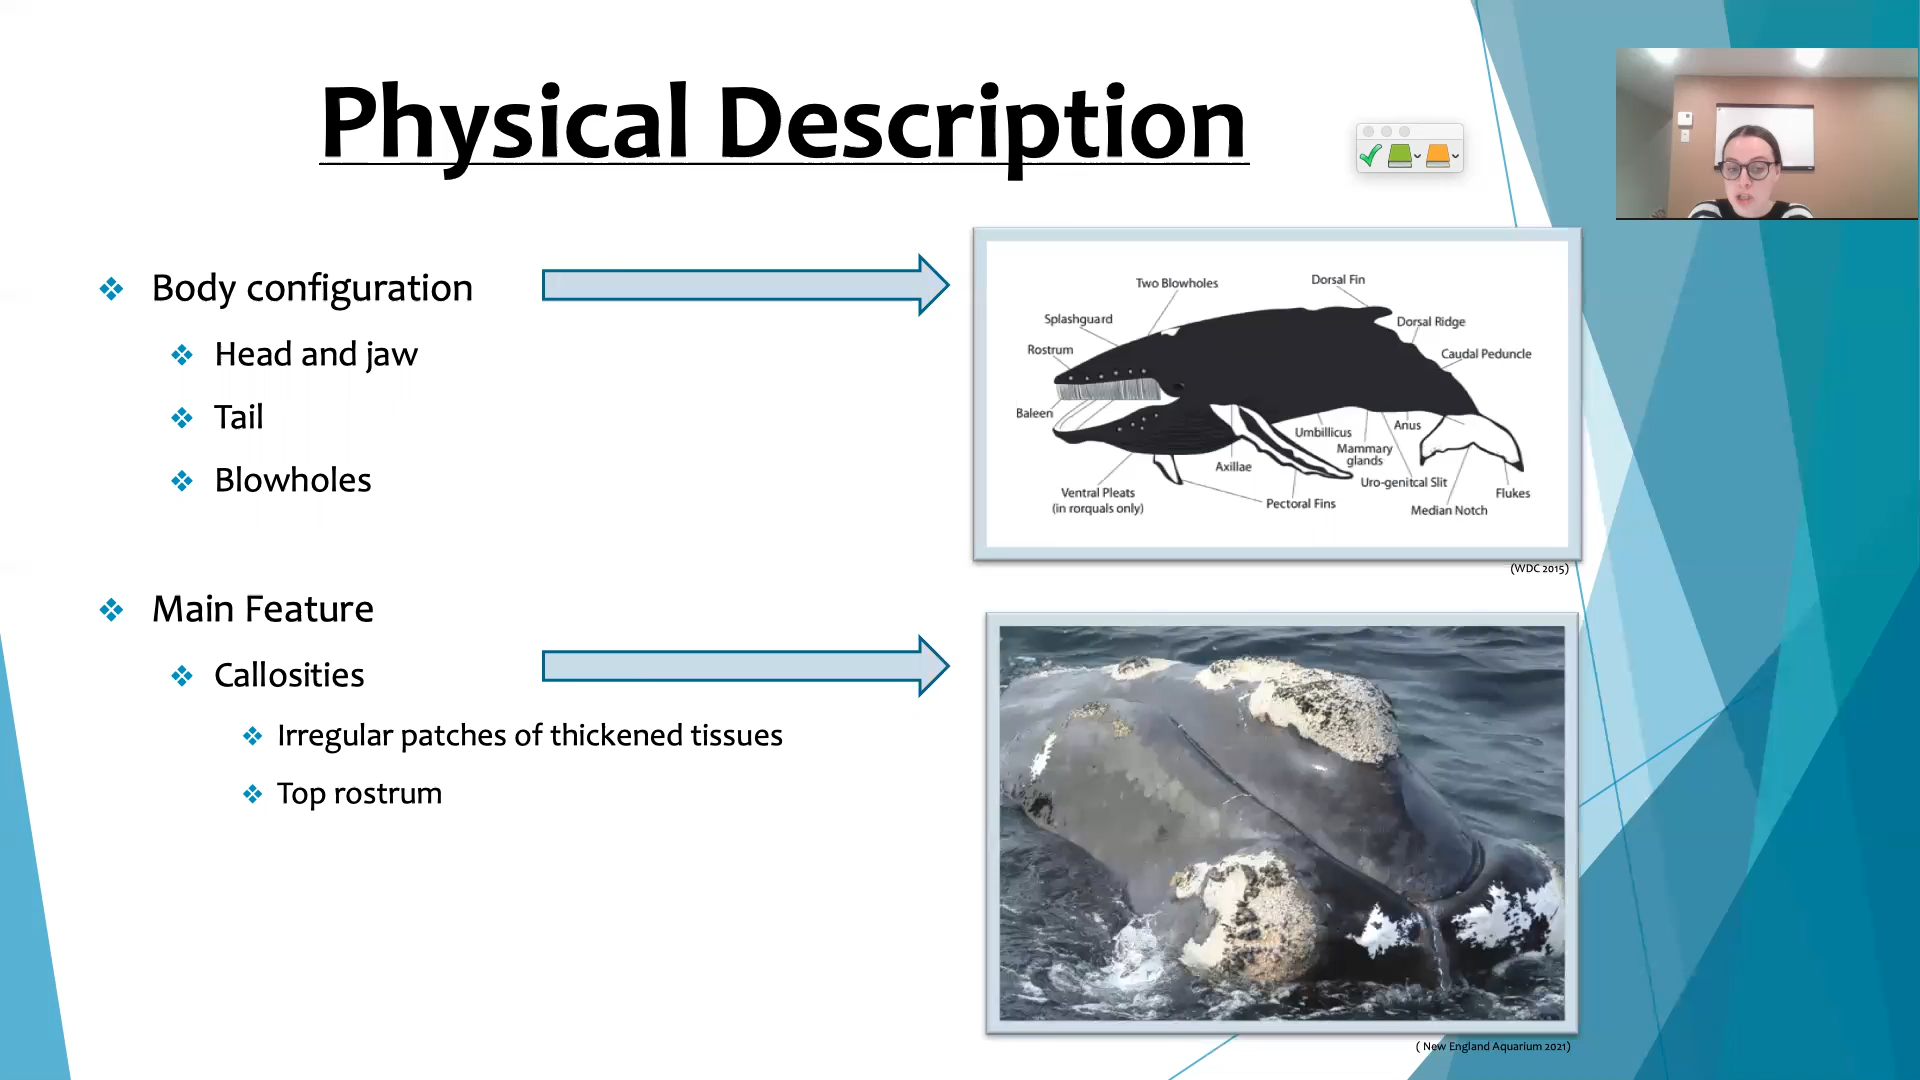 Physical Description
Body configuration
Head and jaw
Tail
Blowholes
Main Feature
Callosities
Irregular patches of thickened tissues
Top rostrum
Two Blowholes
Dorsal Fin
Splashguard
Dorsal Ridge
Rostrum
Caudal Peduncle
Baleen
Umbillicus
Anus
Mammary
glands
Axillae
Uro-genitcal Slit
Ventral Pleats
(in rorquals only)
Pectoral Fins
Flukes
Median Notch
(WDC 2015)
( New England Aquarium 2021)